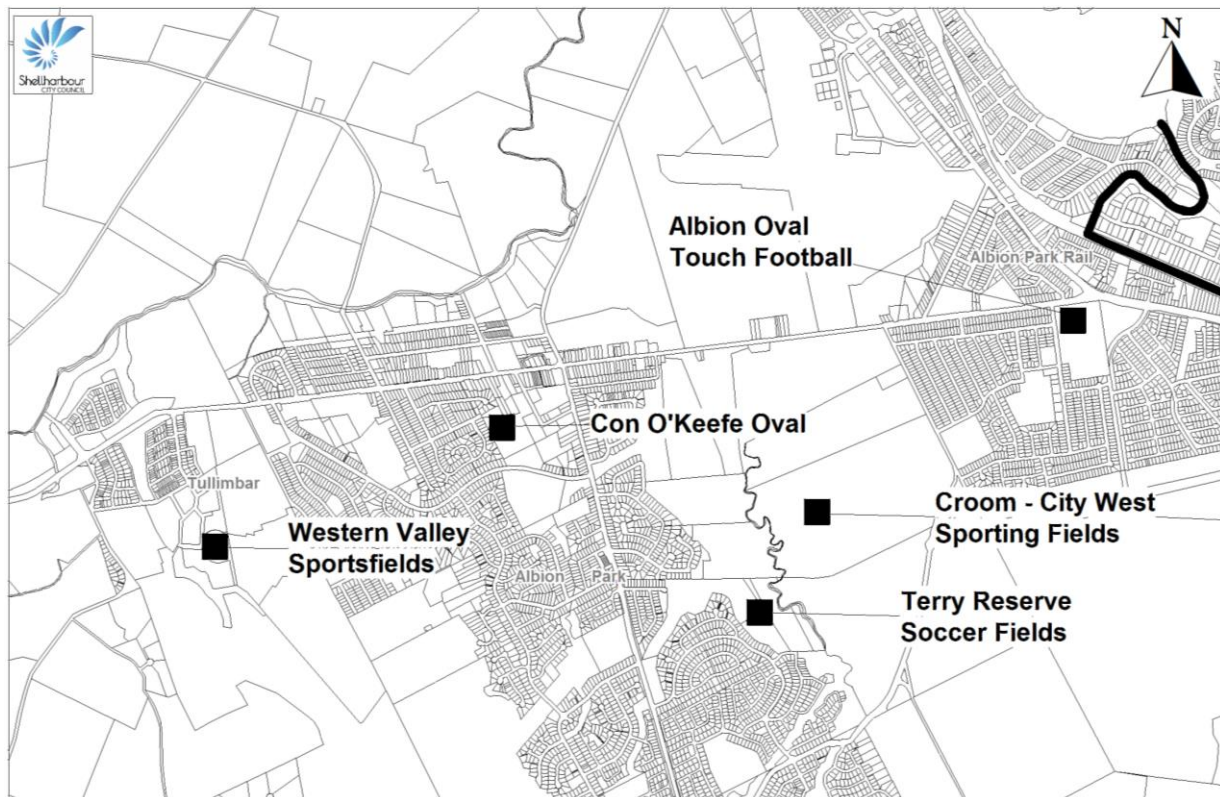 Shellharbour
CITY COUNCIL
N
Albion Oval
Touch Football
Albion Park Rail
Con O'Keefe Oval
Tullimbar
Western Valley
Sportsfields
Croom - City West
Sporting Fields
Albion Park
Terry Reserve
Soccer Fields